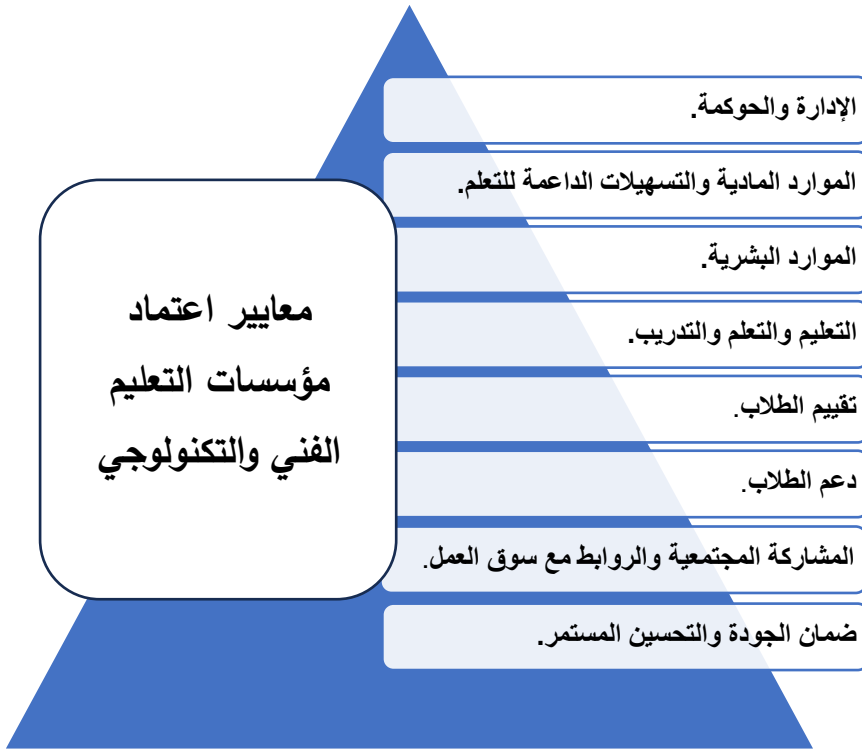 معايير اعتماد
مؤسسات التعليم
الفني والتكنولوجي
الإدارة والحوكمة.
الموارد المادية والتسهيلات الداعمة للتعلم.
الموارد البشرية.
التعليم والتعلم والتدريب.
تقييم الطلاب.
دعم الطلاب.
المشاركة المجتمعية والروابط مع سوق العمل.
ضمان الجودة والتحسين المستمر.